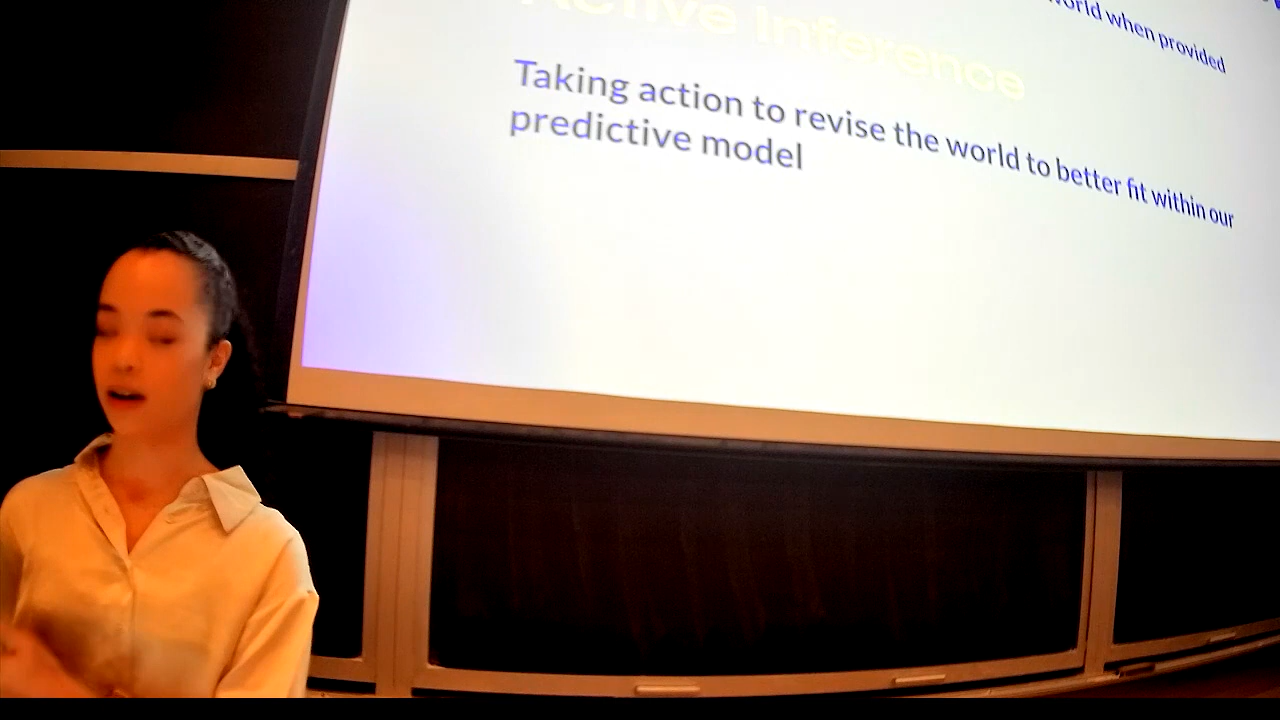 world when provided
Active Inference
Taking action to revise the world to better fit within our
predictive model